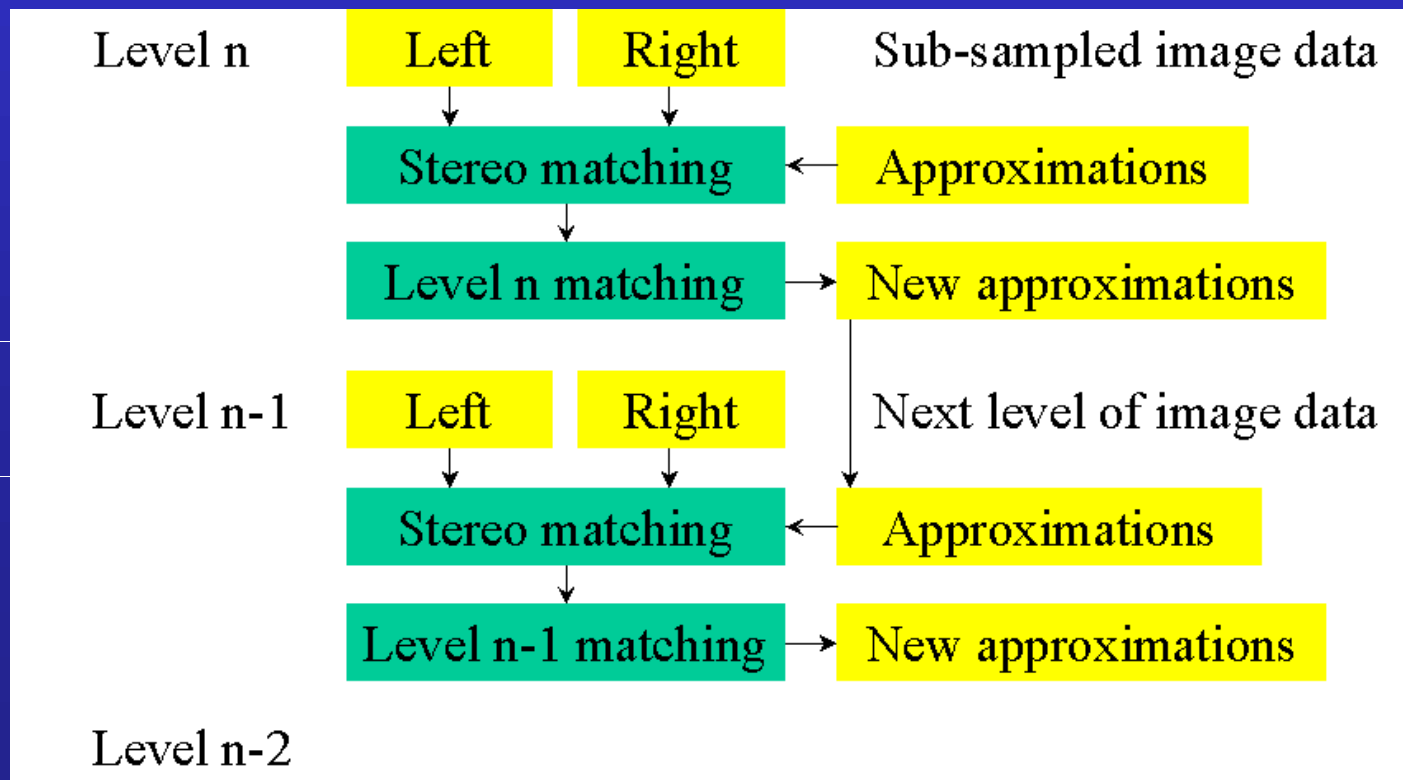 Level n
Left
Right
Sub-sampled image data
Stereo matching
Approximations
Level n matching
New approximations
Level n-1
Left
Right
Next level of image data
Stereo matching
Approximations
Level n-1 matching
New approximations
Level n-2